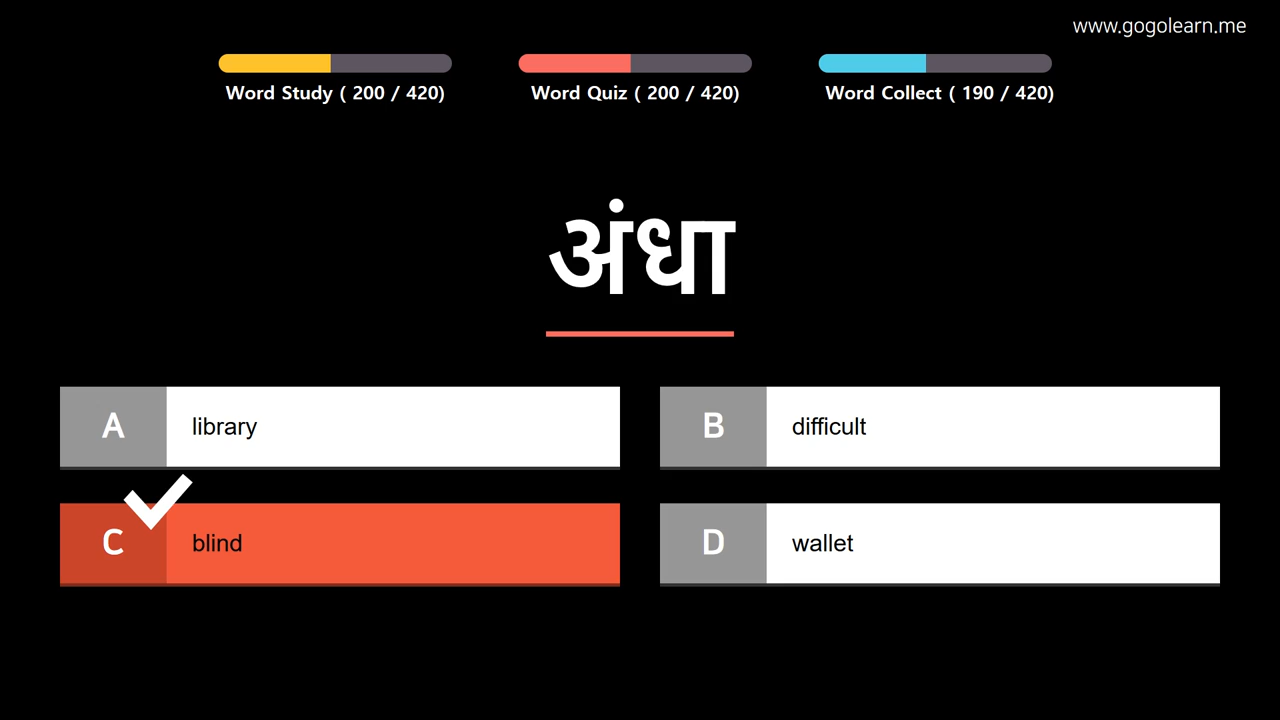 www.gogolearn.me
Word Study ( 200 / 420)
Word Quiz ( 200 / 420)
Word Collect ( 190 / 420)
अंधा
A library
B difficult
C blind
D wallet